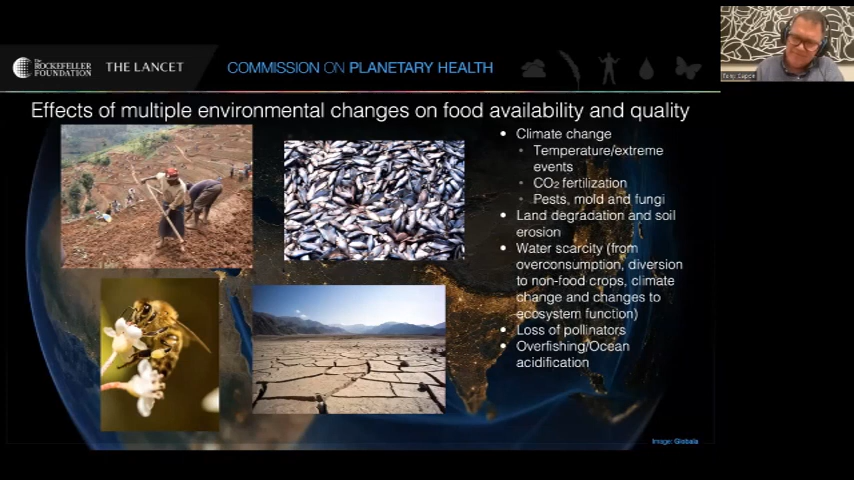 The
ROCKEFELLER
FOUNDATION
THE LANCET
COMMISSION ON PLANETARY HEALTH
Effects of multiple environmental changes on food availability and quality
• Climate change
• Temperature/extreme
events
• CO2 fertilization
• Pests, mold and fungi
• Land degradation and soil
erosion
• Water scarcity (from
overconsumption, diversion
to non-food crops, climate
change and changes to
ecosystem function)
• Loss of pollinators
• Overfishing/Ocean
acidification
Image: Globaïa
Tony Capon